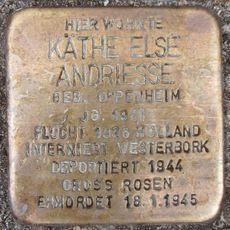 HIER WOHNTE
KÄTHE ELSE
ANDRIESSE
GEB. OPPENHEIM
JG.
FLUCHT HOLLAND
INTERNIERT WESTERBORK
DEPORTIERT 1944
GROSS ROSEN
ERMORDET 18.1.1945